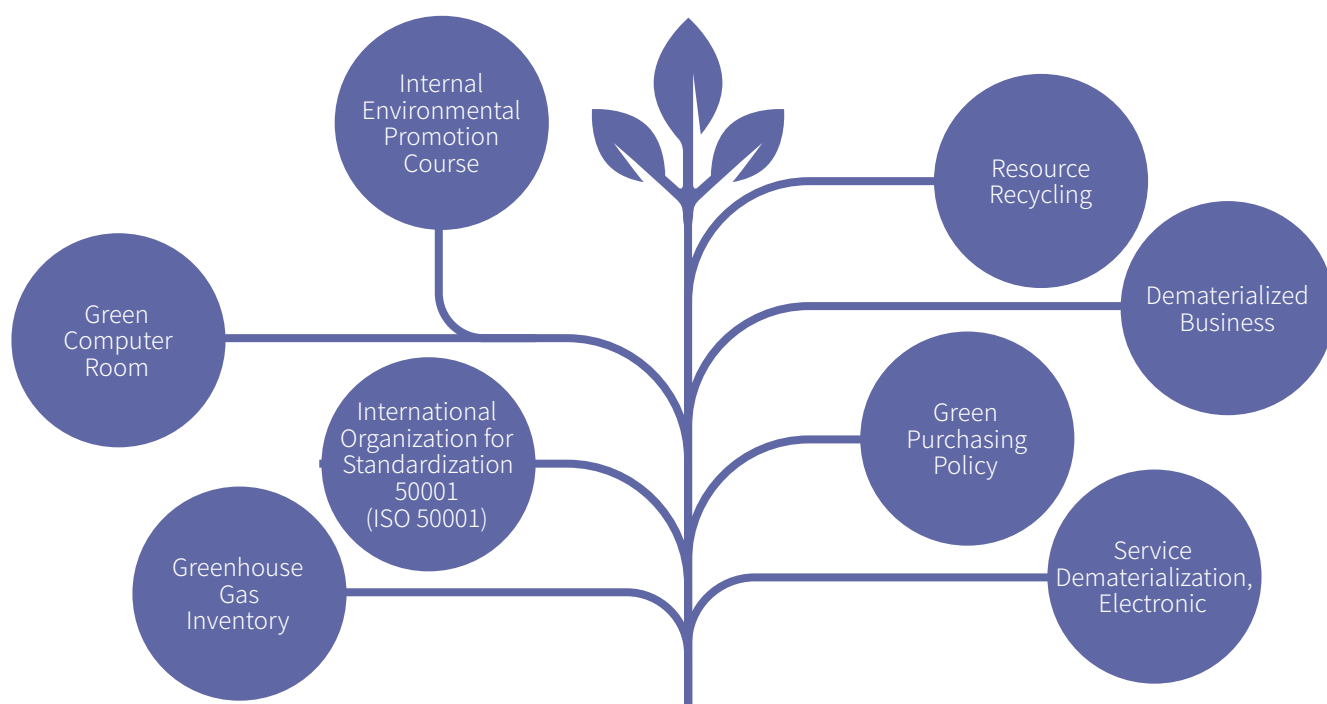 Internal
Environmental
Promotion
Course
Resource
Recycling
Green
Computer
Room
Dematerialized
Business
International
Organization for
Standardization
50001
(ISO 50001)
Green
Purchasing
Policy
Greenhouse
Gas
Inventory
Service
Dematerialization,
Electronic